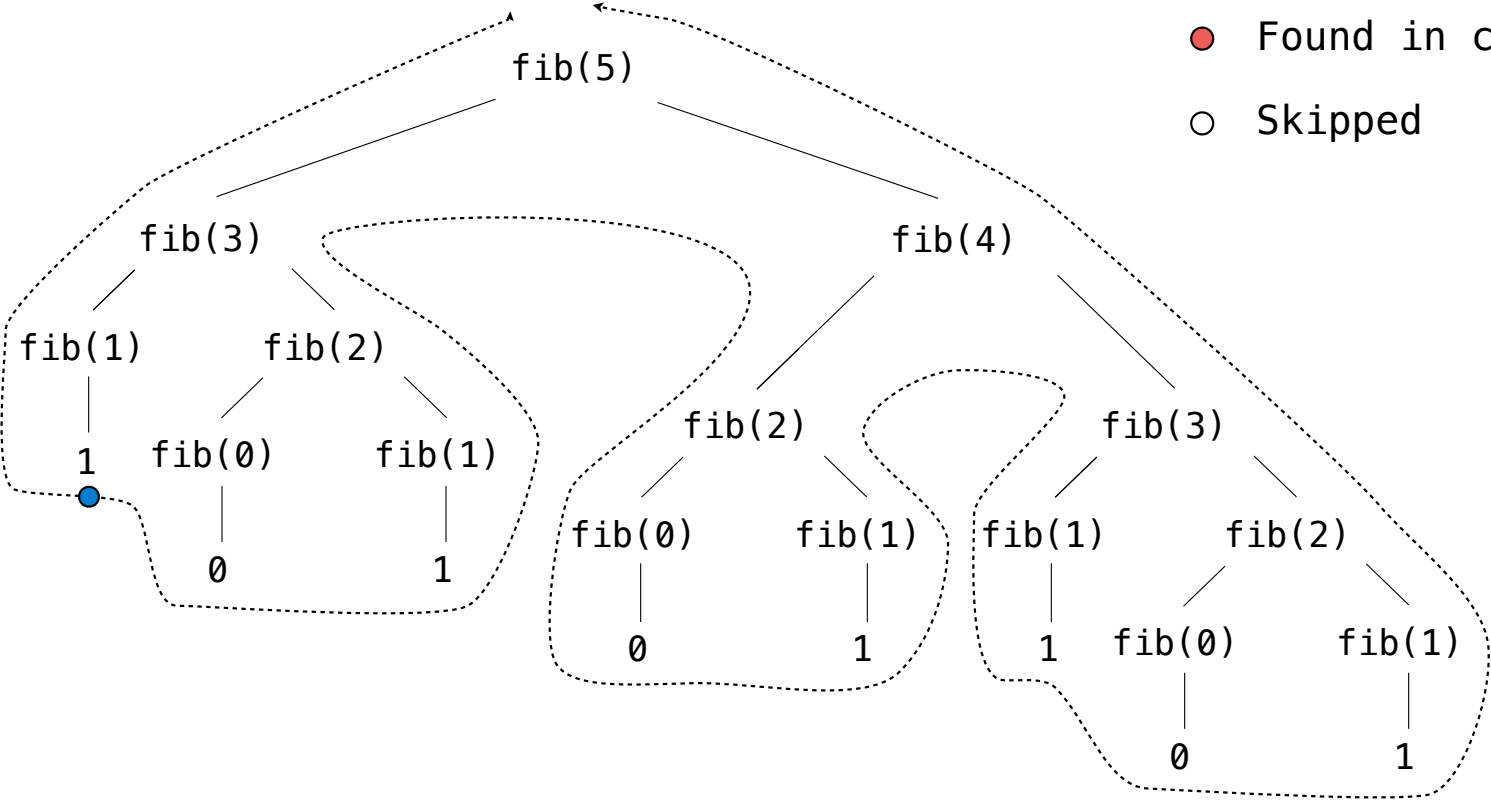 Found in c
fib(5)
Skipped
fib(3) fib(4)
fib(1) fib(2)
fib(2) fib(3)
1 fib(0) fib(1)
fib(0) fib(1) fib(1) fib(2)
0 1
0 1 1 fib(0) fib(1)
0 1